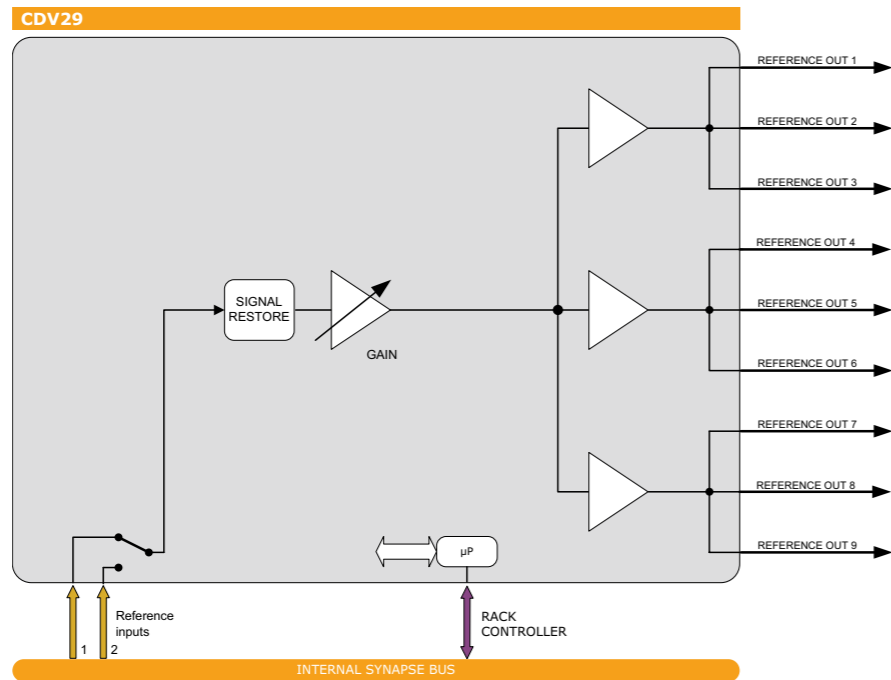 CDV29
REFERENCE OUT 1
REFERENCE OUT 2
REFERENCE OUT 3
REFERENCE OUT 4
SIGNAL
RESTORE
REFERENCE OUT 5
GAIN
REFERENCE OUT 6
REFERENCE OUT 7
REFERENCE OUT 8
µP
REFERENCE OUT 9
Reference
inputs
1 2
RACK
CONTROLLER
INTERNAL SYNAPSE BUS